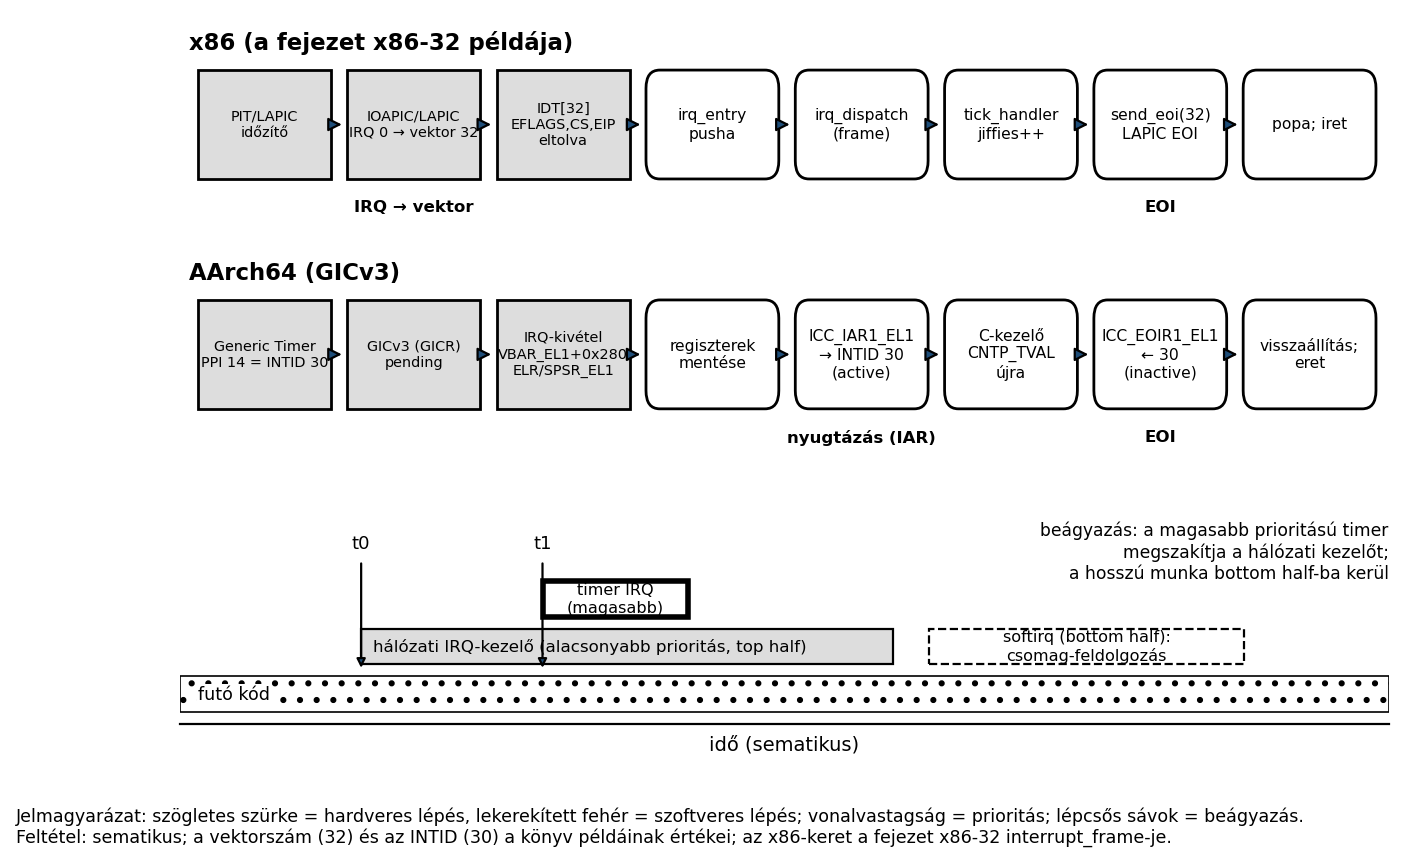 x86 (a fejezet x86-32 példája)
PIT/LAPIC
időzítő
IOAPIC/LAPIC
IRQ 0 → vektor 32
IDT[32]
EFLAGS,CS,EIP
eltolva
irq_entry
pusha
irq_dispatch
(frame)
tick_handler
jiffies++
send_eoi(32)
LAPIC EOI
popa; iret
IRQ → vektor
EOI
AArch64 (GICv3)
Generic Timer
PPI 14 = INTID 30
GICv3 (GICR)
pending
IRQ-kivétel
VBAR_EL1+0x280
ELR/SPSR_EL1
regiszterek
mentése
ICC_IAR1_EL1
→ INTID 30
(active)
C-kezelő
CNTP_TVAL
újra
ICC_EOIR1_EL1
← 30
(inactive)
visszaállítás;
eret
nyugtázás (IAR)
EOI
beágyazás: a magasabb prioritású timer
megszakítja a hálózati kezelőt;
a hosszú munka bottom half-ba kerül
t0
t1
timer IRQ
(magasabb)
hálózati IRQ-kezelő (alacsonyabb prioritás, top half)
softirq (bottom half):
csomag-feldolgozás
futó kód
idő (sematikus)
Jelmagyarázat: szögletes szürke = hardveres lépés, lekerekített fehér = szoftveres lépés; vonalvastagság = prioritás; lépcsős sávok = beágyazás.
Feltétel: sematikus; a vektorszám (32) és az INTID (30) a könyv példáinak értékei; az x86-keret a fejezet x86-32 interrupt_frame-je.